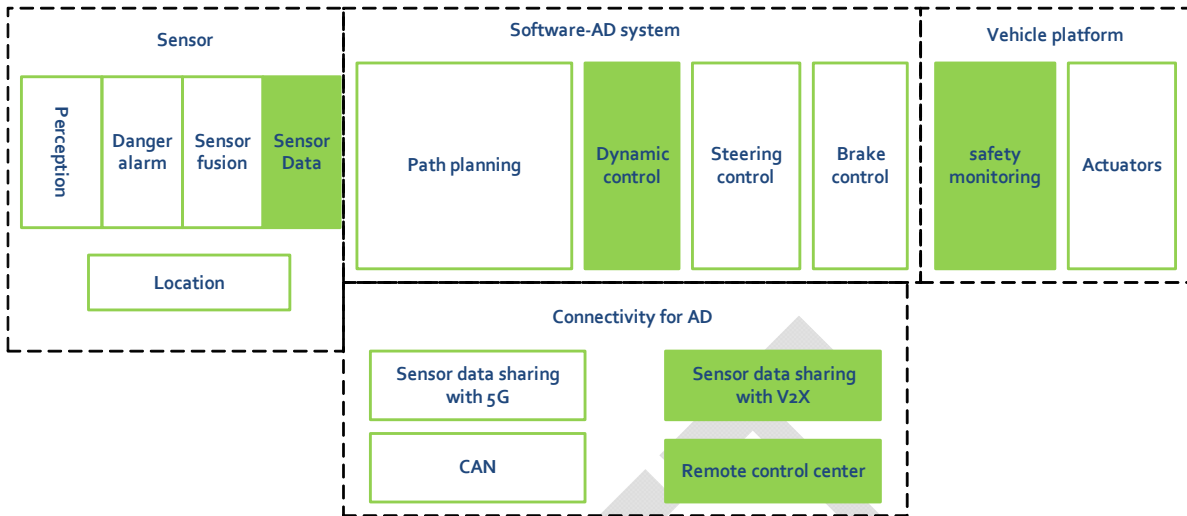 Sensor
Perception
Danger
alarm
Sensor
fusion
Sensor
Data
Location
Software-AD system
Path planning
Dynamic
control
Steering
control
Brake
control
Vehicle platform
safety
monitoring
Actuators
Connectivity for AD
Sensor data sharing
with 5G
Sensor data sharing
with V2X
CAN
Remote control center